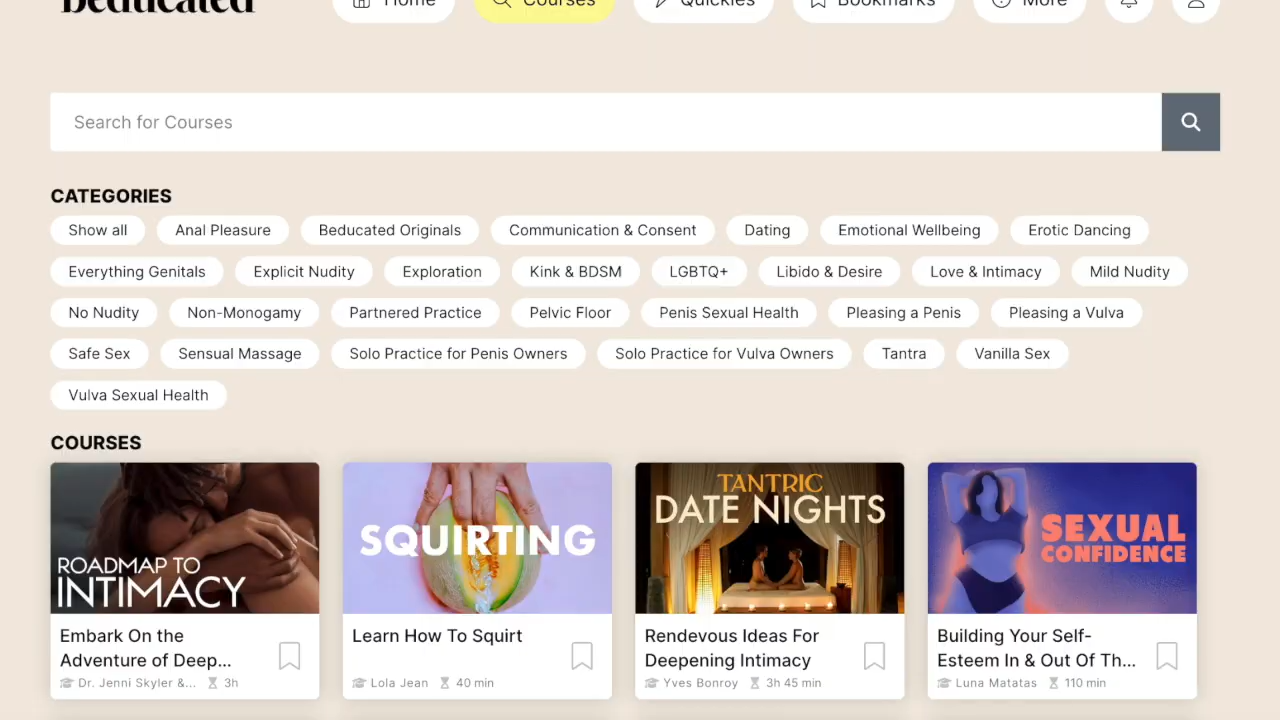 beducated
Home
Courses
Quickies
Bookmarks
More
Search for Courses
CATEGORIES
Show all
Anal Pleasure
Beducated Originals
Communication & Consent
Dating
Emotional Wellbeing
Erotic Dancing
Everything Genitals
Explicit Nudity
Exploration
Kink & BDSM
LGBTQ+
Libido & Desire
Love & Intimacy
Mild Nudity
No Nudity
Non-Monogamy
Partnered Practice
Pelvic Floor
Penis Sexual Health
Pleasing a Penis
Pleasing a Vulva
Safe Sex
Sensual Massage
Solo Practice for Penis Owners
Solo Practice for Vulva Owners
Tantra
Vanilla Sex
Vulva Sexual Health
COURSES
ROADMAP TO
INTIMACY
Embark On the
Adventure of Deep...
Dr. Jenni Skyler &... 3h
SQUIRTING
Learn How To Squirt
Lola Jean 40 min
TANTRIC
DATE NIGHTS
Rendevous Ideas For
Deepening Intimacy
Yves Bonroy 3h 45 min
SEXUAL
CONFIDENCE
Building Your Self-
Esteem In & Out Of Th...
Luna Matatas 110 min